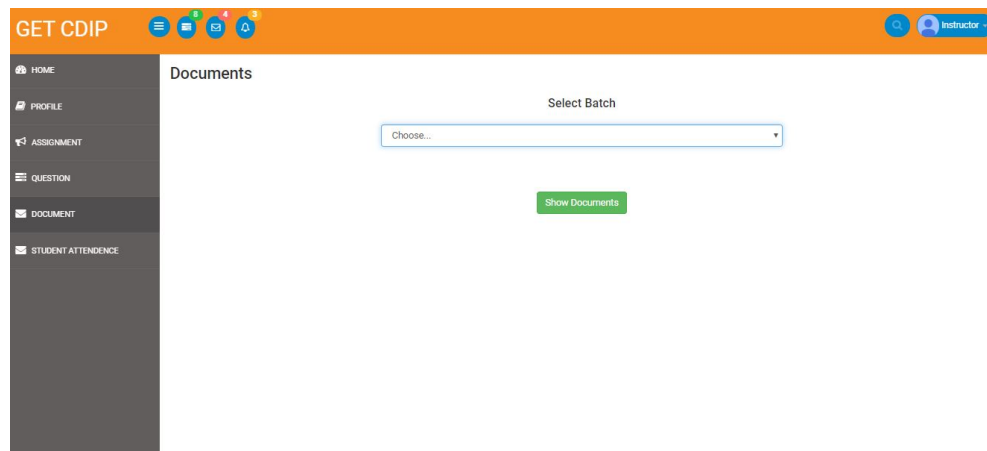 GET CDIP
8
4
3
Instructor
HOME
PROFILE
ASSIGNMENT
QUESTION
DOCUMENT
STUDENT ATTENDENCE
Documents
Select Batch
Choose...
Show Documents